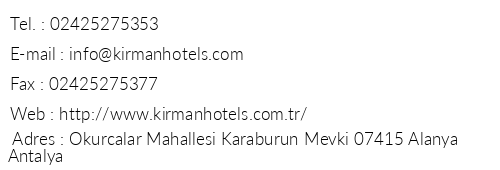 Tel. : 02425275353
E-mail : info@kirmanhotels.com
Fax : 02425275377
Web : http://www.kirmanhotels.com.tr/
Adres : Okurcalar Mahallesi Karaburun Mevki 07415 Alanya
Antalya